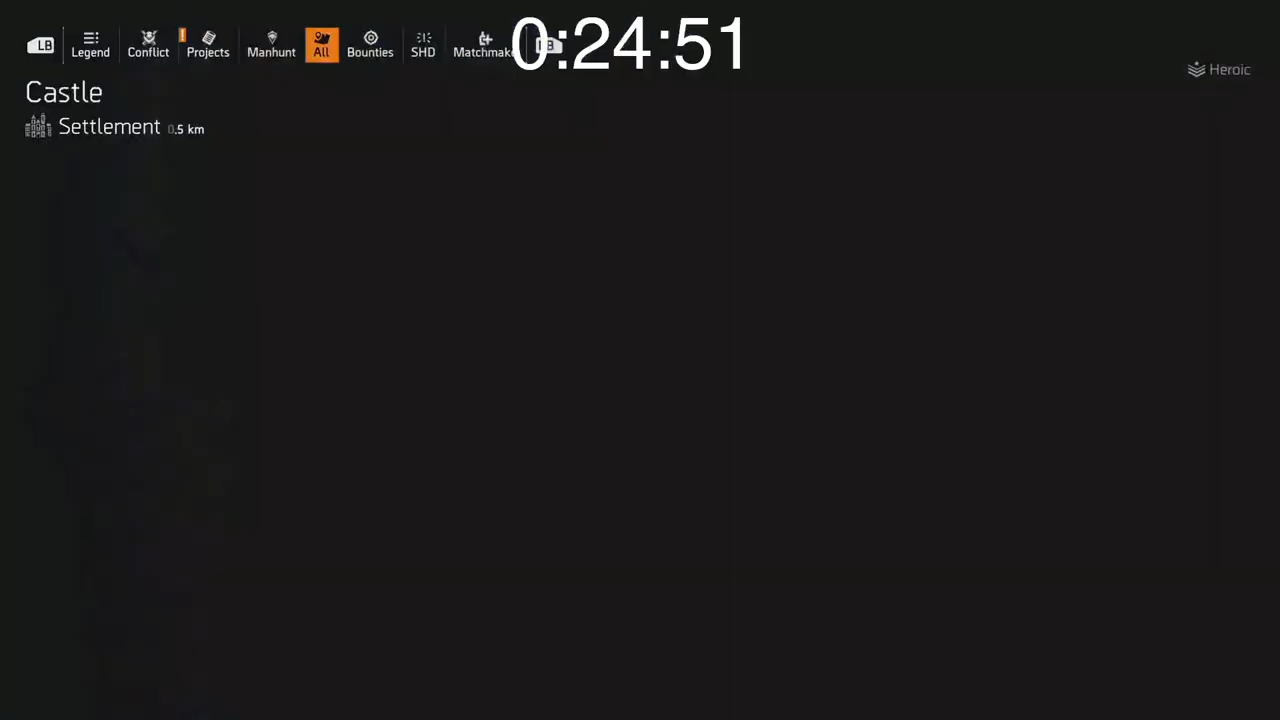 LB Legend Conflict Projects Manhunt All Bounties SHD Matchmak
0:24:51
Heroic
Castle
Settlement 0.5 km